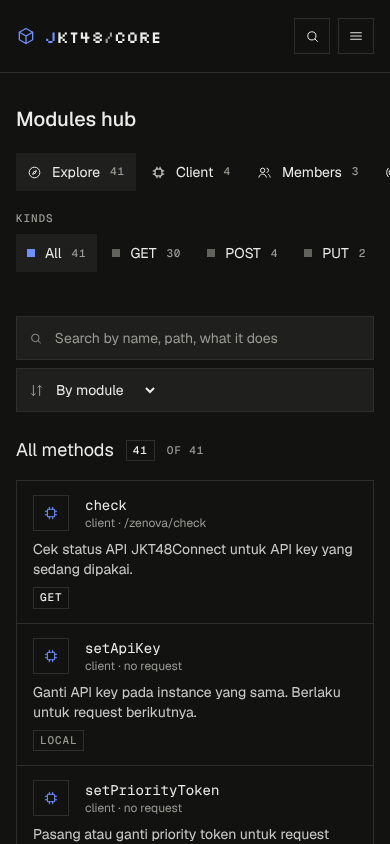 JKT48/CORE
Modules hub
Explore 41 Client 4 Members 3
KINDS
All 41 GET 30 POST 4 PUT 2
Search by name, path, what it does
By module
All methods 41 OF 41
check
client · /zenova/check
Cek status API JKT48Connect untuk API key yang
sedang dipakai.
GET
setApiKey
client · no request
Ganti API key pada instance yang sama. Berlaku
untuk request berikutnya.
LOCAL
setPriorityToken
client · no request
Pasang atau ganti priority token untuk request